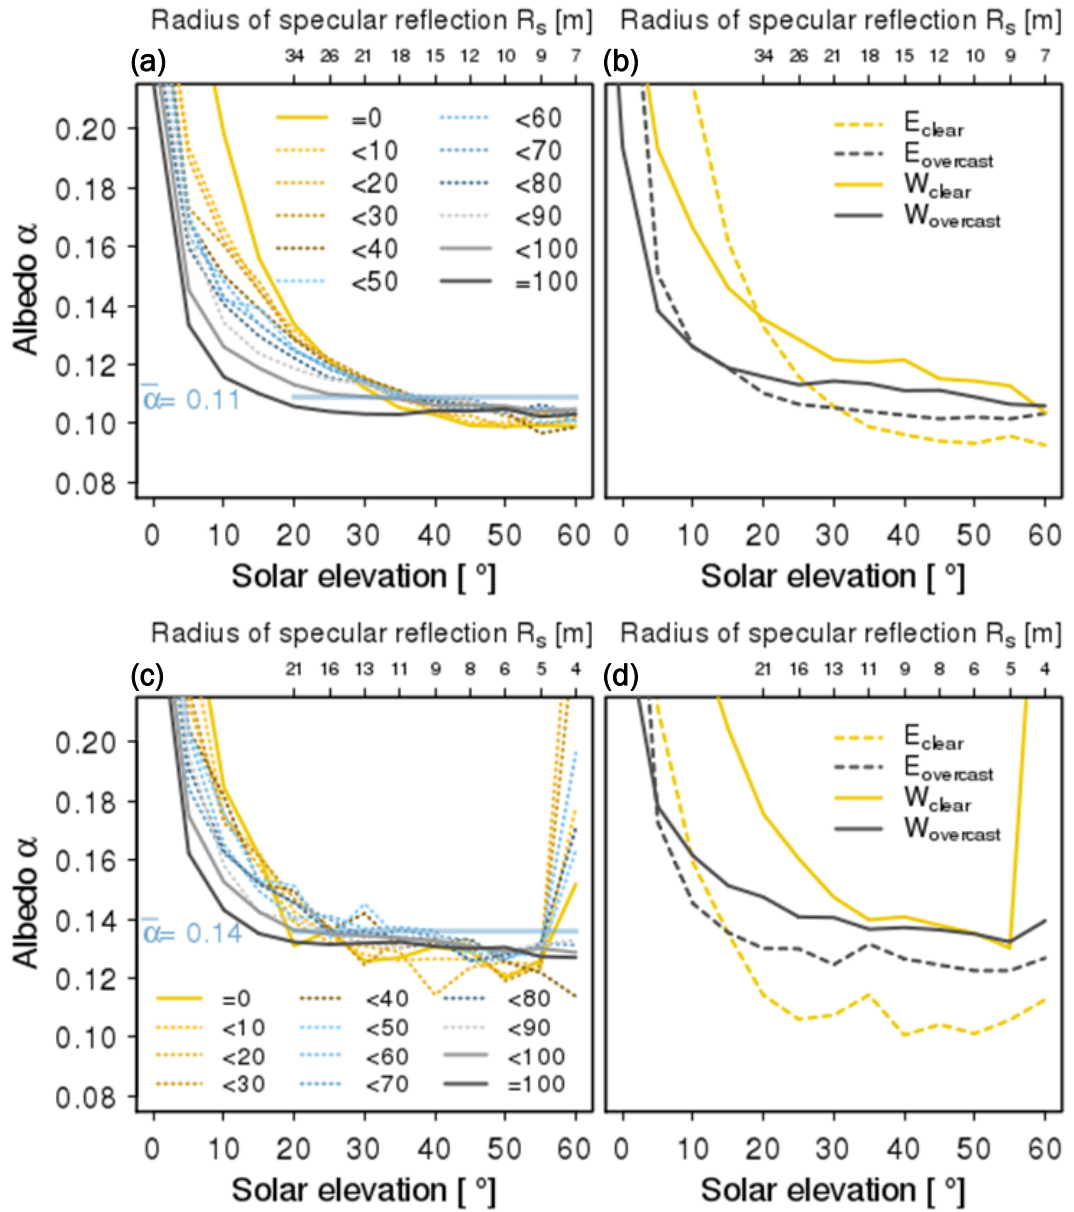 Radius of specular reflection Rs [m]
(a) 34 26 21 18 15 12 10 9 7
Albedo α
0.20
0.18
0.16
0.14
0.12
0.10
0.08
=0
<10
<20
<30
<40
<50
<60
<70
<80
<90
<100
=100
ᾱ= 0.11
0 10 20 30 40 50 60
Solar elevation [ °]
Radius of specular reflection Rs [m]
(b) 34 26 21 18 15 12 10 9 7
Eclear
Eovercast
Wclear
Wovercast
0 10 20 30 40 50 60
Solar elevation [ °]
Radius of specular reflection Rs [m]
(c) 21 16 13 11 9 8 6 5 4
Albedo α
0.20
0.18
0.16
0.14
0.12
0.10
0.08
ᾱ= 0.14
=0
<10
<20
<30
<40
<50
<60
<70
<80
<90
<100
=100
0 10 20 30 40 50 60
Solar elevation [ °]
Radius of specular reflection Rs [m]
(d) 21 16 13 11 9 8 6 5 4
Eclear
Eovercast
Wclear
Wovercast
0 10 20 30 40 50 60
Solar elevation [ °]